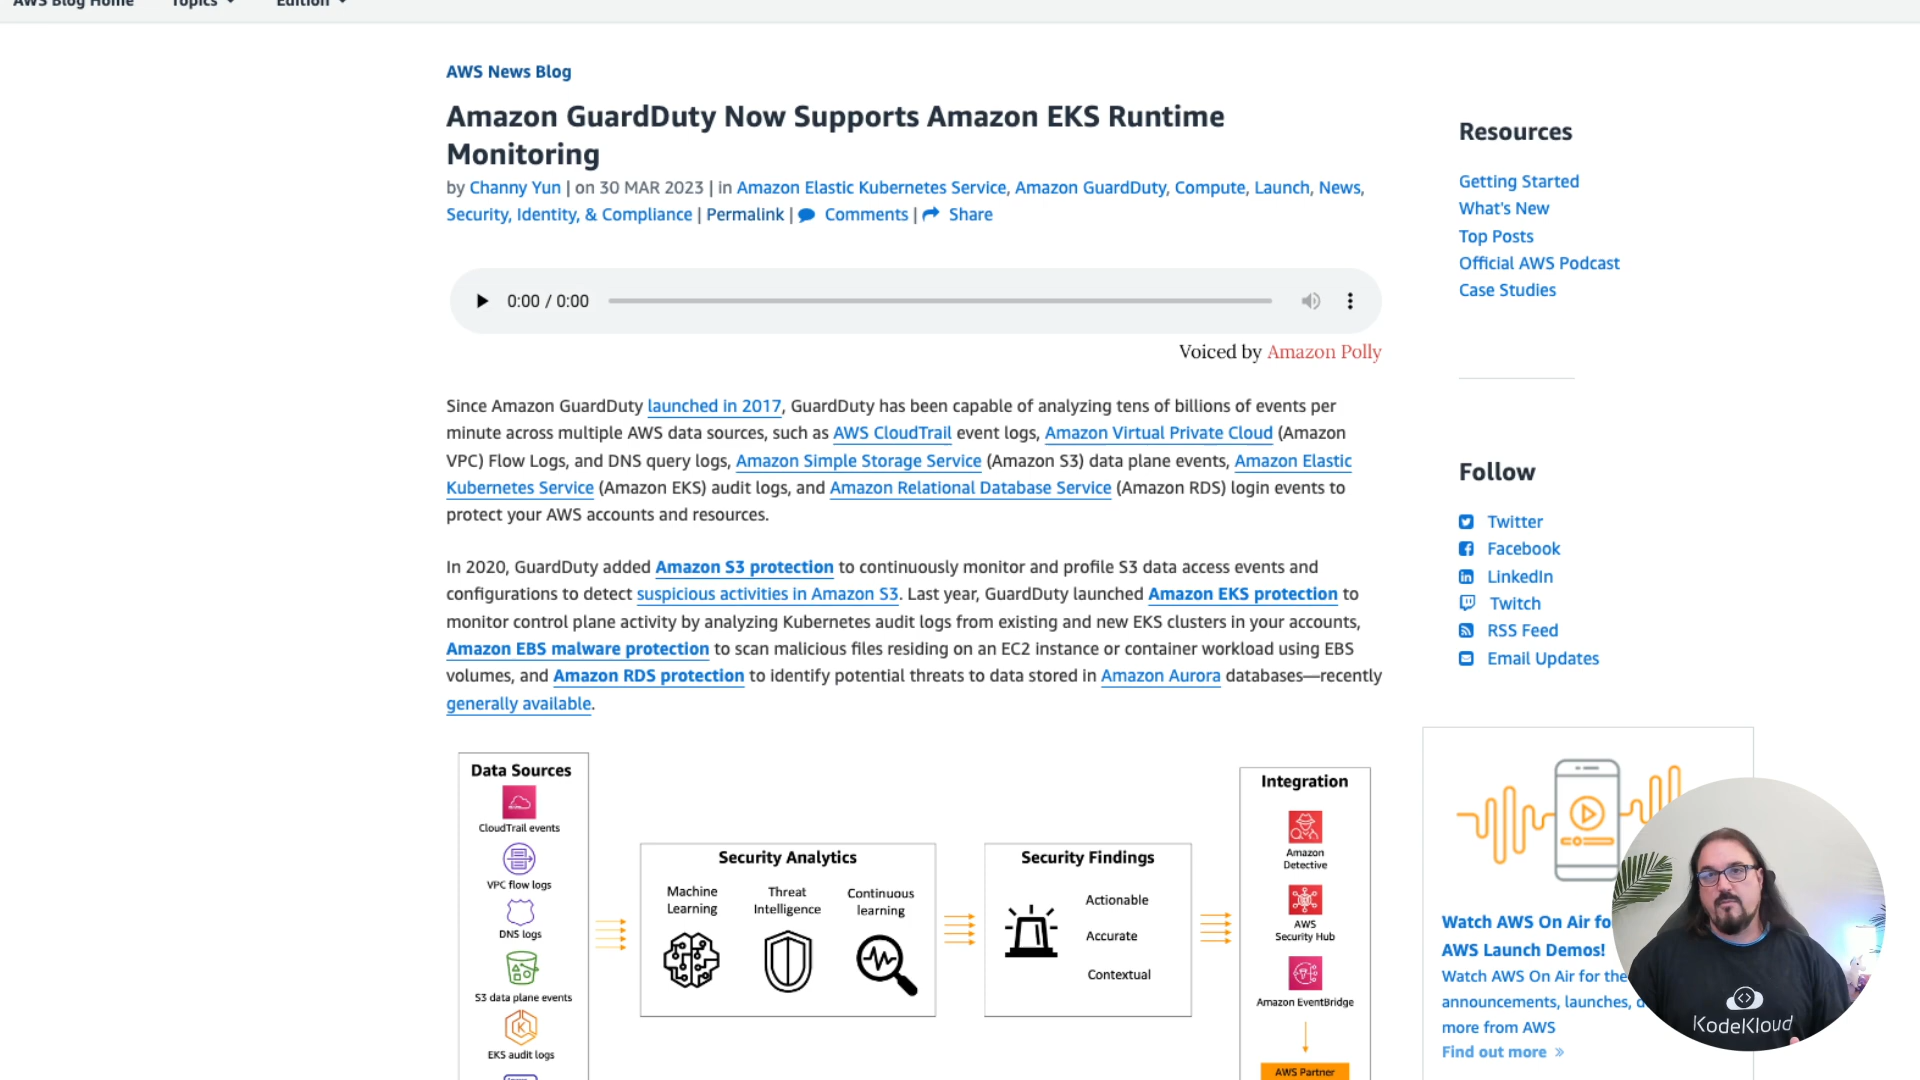 AWS Blog Home Topics Edition
AWS News Blog
Amazon GuardDuty Now Supports Amazon EKS Runtime
Monitoring
by Channy Yun | on 30 MAR 2023 | in Amazon Elastic Kubernetes Service, Amazon GuardDuty, Compute, Launch, News,
Security, Identity, & Compliance | Permalink | Comments | Share
0:00 / 0:00
Voiced by Amazon Polly
Since Amazon GuardDuty launched in 2017, GuardDuty has been capable of analyzing tens of billions of events per
minute across multiple AWS data sources, such as AWS CloudTrail event logs, Amazon Virtual Private Cloud (Amazon
VPC) Flow Logs, and DNS query logs, Amazon Simple Storage Service (Amazon S3) data plane events, Amazon Elastic
Kubernetes Service (Amazon EKS) audit logs, and Amazon Relational Database Service (Amazon RDS) login events to
protect your AWS accounts and resources.
In 2020, GuardDuty added Amazon S3 protection to continuously monitor and profile S3 data access events and
configurations to detect suspicious activities in Amazon S3. Last year, GuardDuty launched Amazon EKS protection to
monitor control plane activity by analyzing Kubernetes audit logs from existing and new EKS clusters in your accounts,
Amazon EBS malware protection to scan malicious files residing on an EC2 instance or container workload using EBS
volumes, and Amazon RDS protection to identify potential threats to data stored in Amazon Aurora databases—recently
generally available.
Data Sources
CloudTrail events
VPC flow logs
DNS logs
S3 data plane events
EKS audit logs
Security Analytics
Machine
Learning
Threat
Intelligence
Continuous
learning
Security Findings
Actionable
Accurate
Contextual
Integration
Amazon
Detective
AWS
Security Hub
Amazon EventBridge
AWS Partner
Resources
Getting Started
What's New
Top Posts
Official AWS Podcast
Case Studies
Follow
Twitter
Facebook
LinkedIn
Twitch
RSS Feed
Email Updates
Watch AWS On Air fo
AWS Launch Demos!
Watch AWS On Air for the
announcements, launches, d
more from AWS
Find out more »
KodeKloud